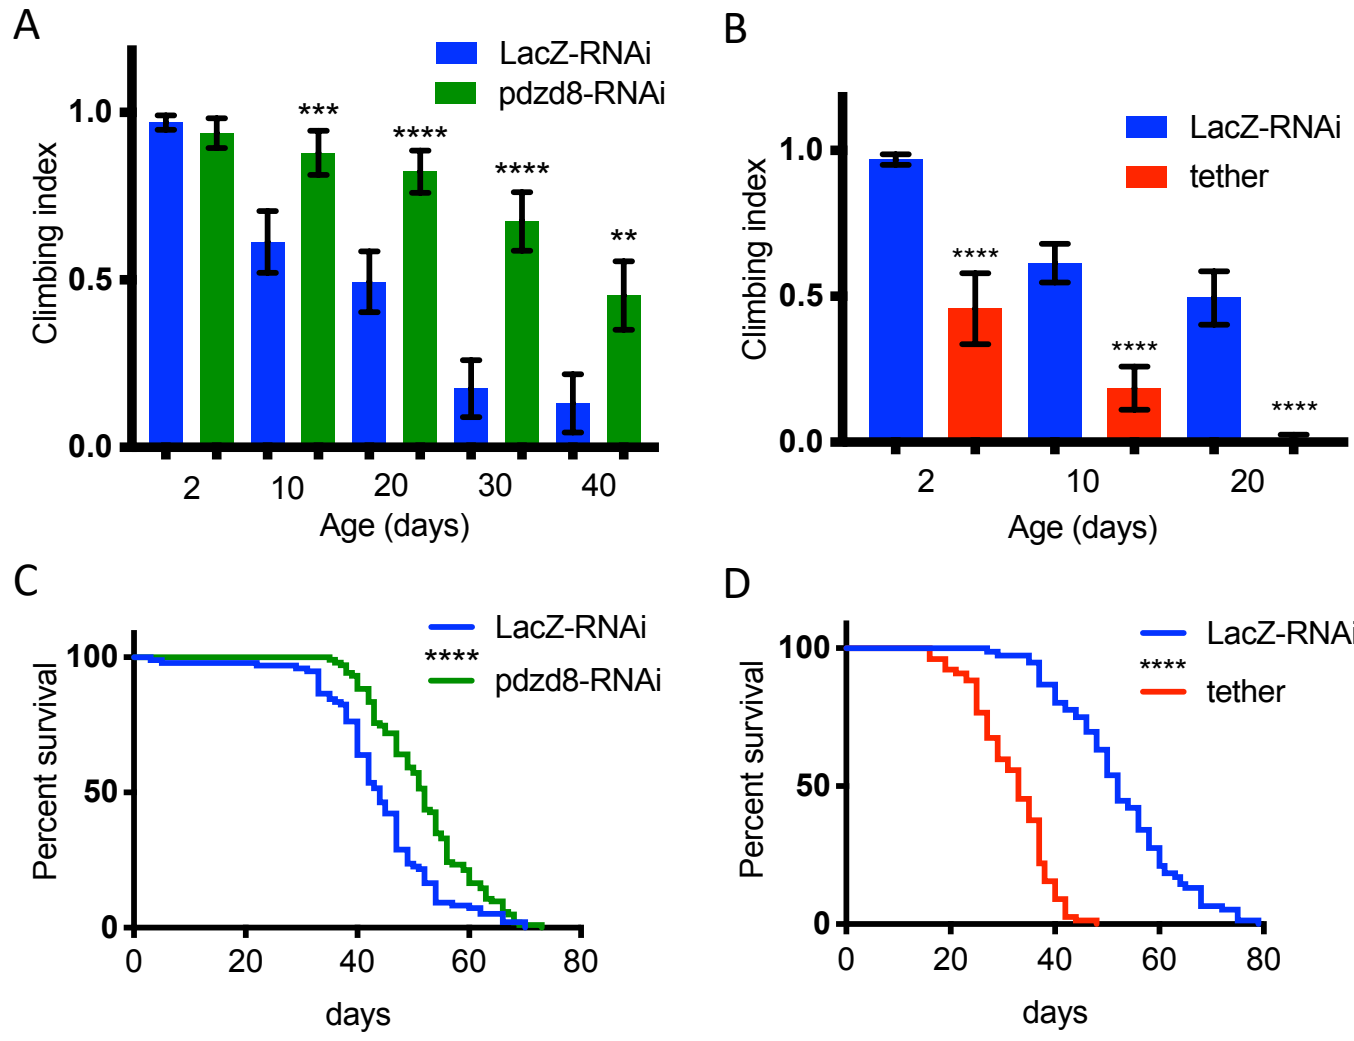 A
LacZ-RNAi
pdzd8-RNAi
Climbing index
1.0
0.5
0.0
***
****
****
**
2 10 20 30 40
Age (days)
B
LacZ-RNAi
tether
Climbing index
1.0
0.5
0.0
****
****
****
2 10 20
Age (days)
C
LacZ-RNAi
****
pdzd8-RNAi
Percent survival
100
50
0
0 20 40 60 80
days
D
LacZ-RNAi
****
tether
Percent survival
100
50
0
0 20 40 60 80
days